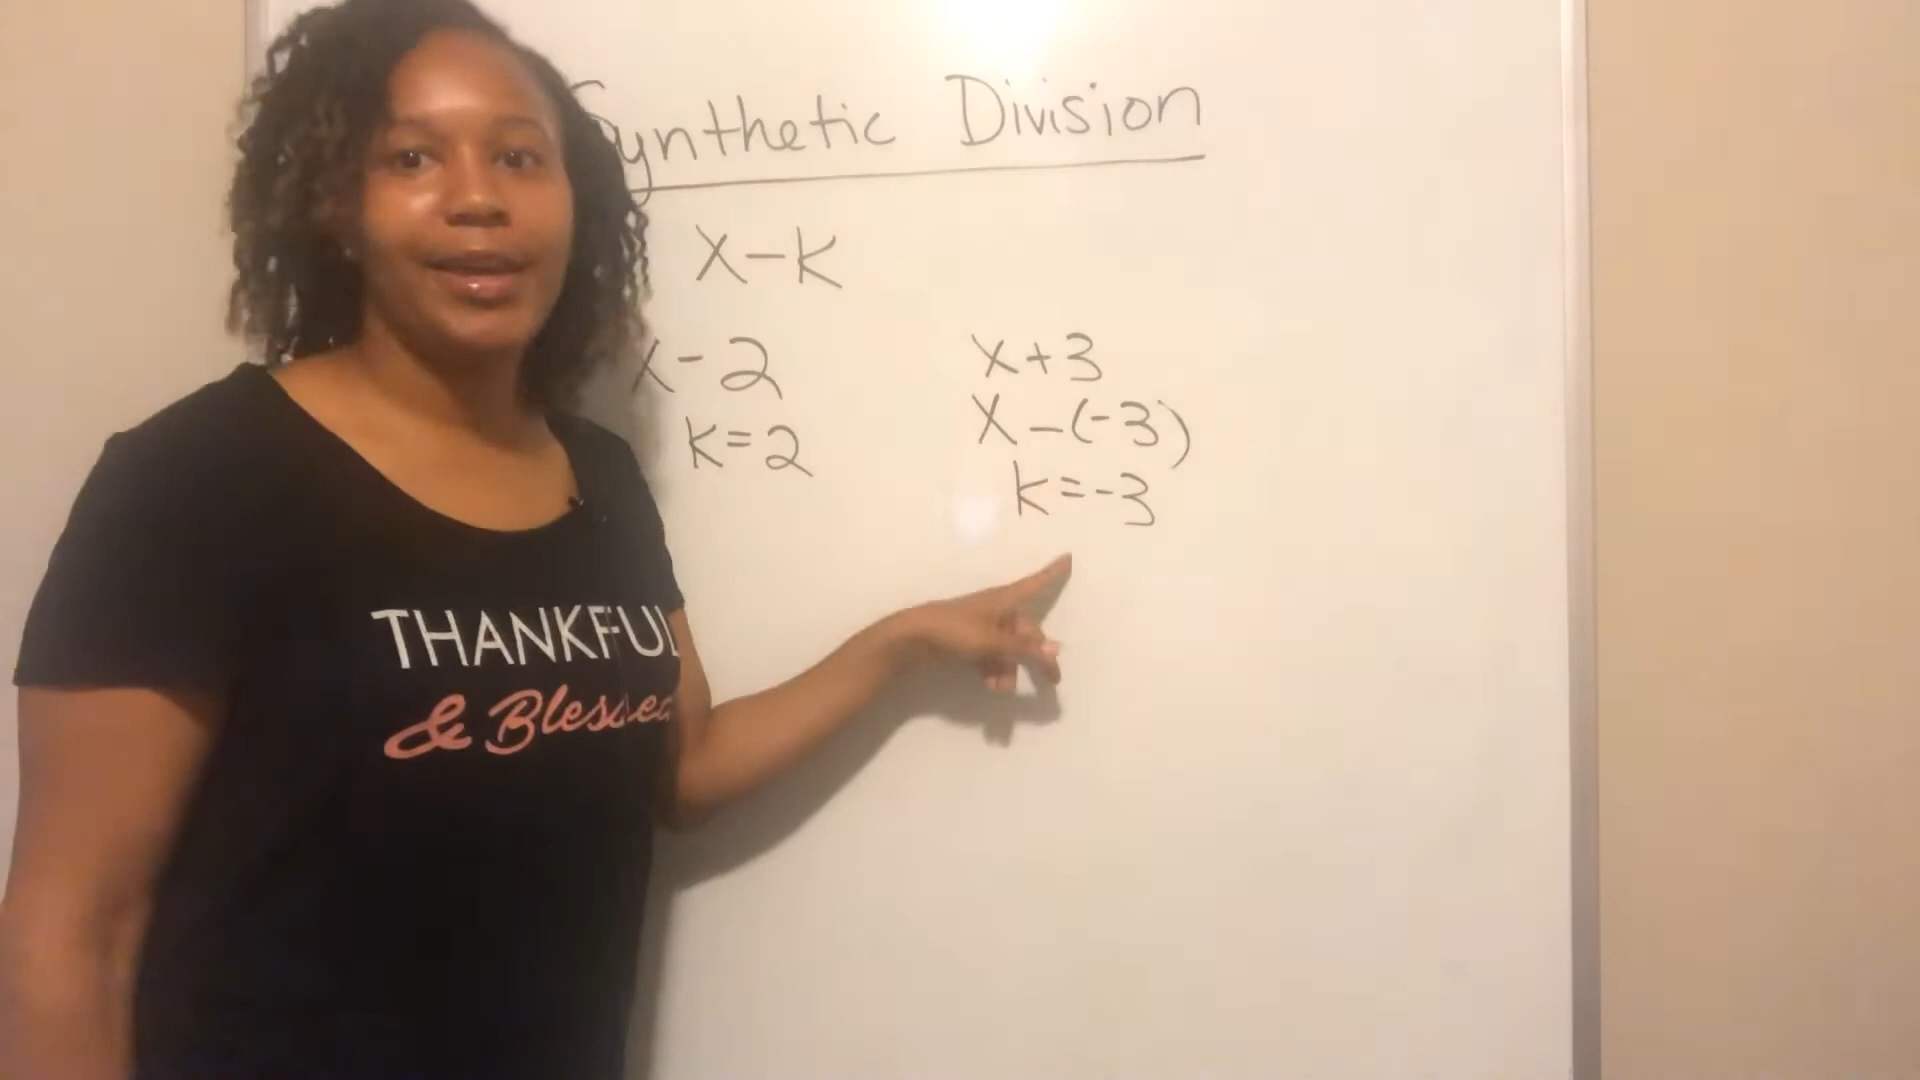 Synthetic Division
x-k
x-2
k=2
x+3
x-(-3)
k=-3
THANKFUL
& Blessed